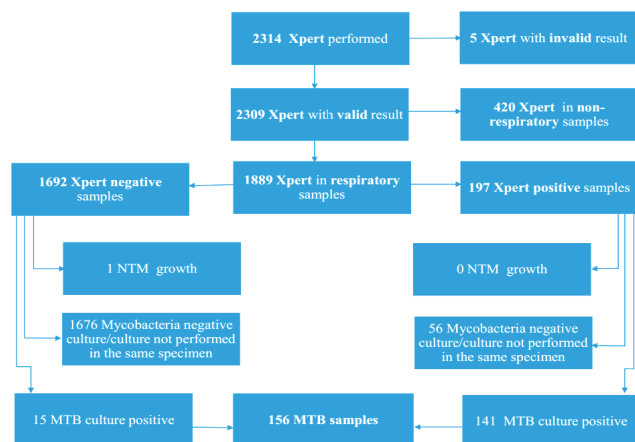 2314 Xpert performed
5 Xpert with invalid result
2309 Xpert with valid result
420 Xpert in non-
respiratory samples
1692 Xpert negative
samples
1889 Xpert in respiratory
samples
197 Xpert positive samples
1 NTM growth
0 NTM growth
1676 Mycobacteria negative
culture/culture not performed
in the same specimen
56 Mycobacteria negative
culture/culture not performed
in the same specimen
15 MTB culture positive
156 MTB samples
141 MTB culture positive